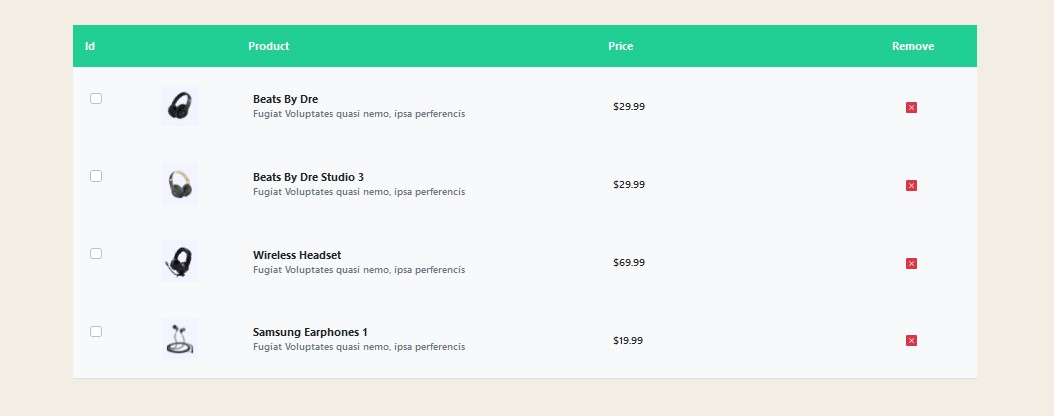 Id Product Price Remove
Beats By Dre
Fugiat Voluptates quasi nemo, ipsa perferencis
$29.99
Beats By Dre Studio 3
Fugiat Voluptates quasi nemo, ipsa perferencis
$29.99
Wireless Headset
Fugiat Voluptates quasi nemo, ipsa perferencis
$69.99
Samsung Earphones 1
Fugiat Voluptates quasi nemo, ipsa perferencis
$19.99